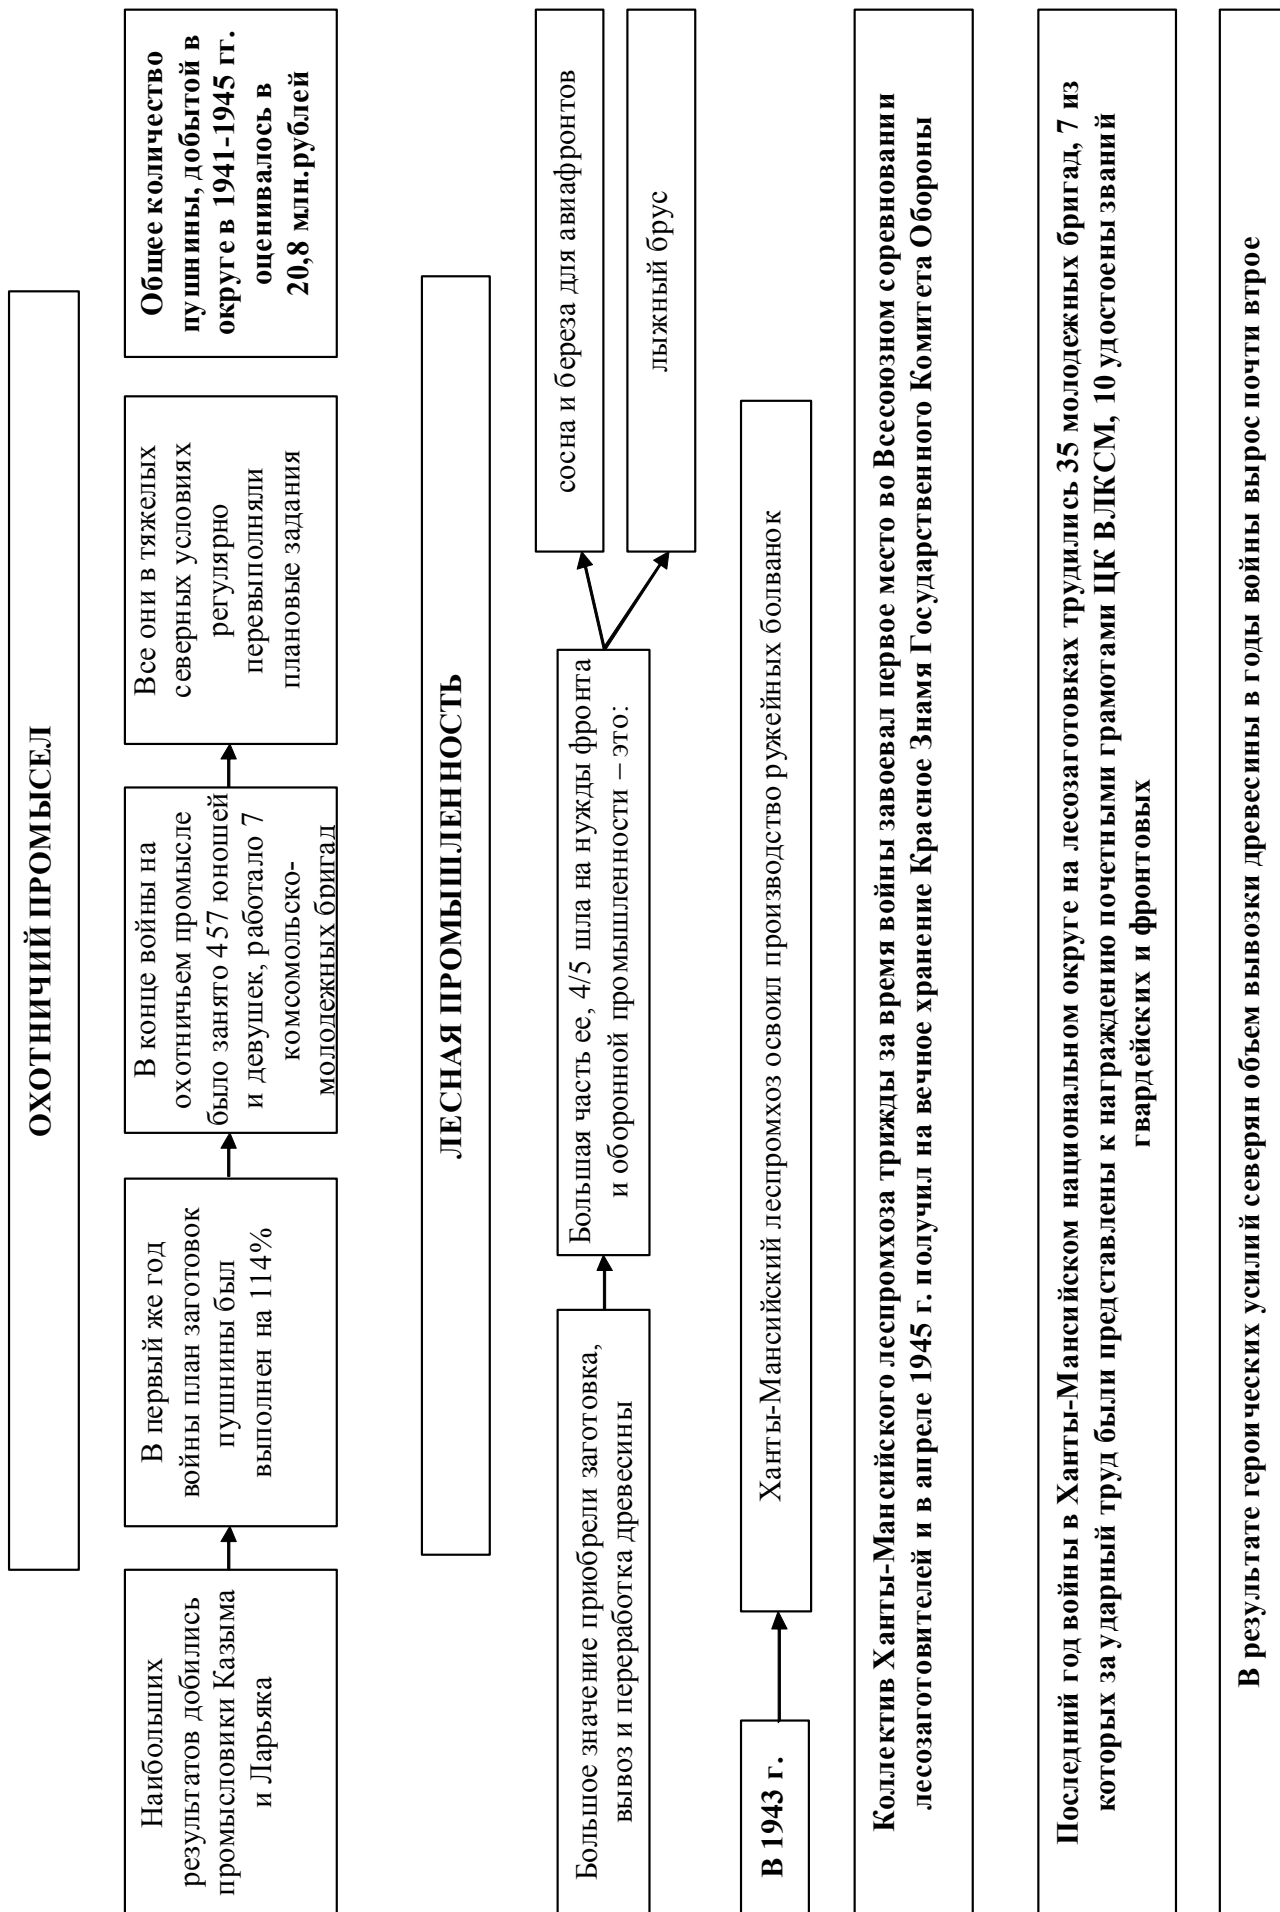 ОХОТНИЧИЙ ПРОМЫСЕЛ
Наибольших
результатов добились
промысловики Казыма
и Ларьяка
В первый же год
войны план заготовок
пушнины был
выполнен на 114%
В конце войны на
охотничьем промысле
было занято 457 юношей
и девушек, работало 7
комсомольско-
молодежных бригад
Все они в тяжелых
северных условиях
регулярно
перевыполняли
плановые задания
Общее количество
пушнины, добытой в
округе в 1941-1945 гг.
оценивалось в
20,8 млн.рублей
ЛЕСНАЯ ПРОМЫШЛЕННОСТЬ
Большое значение приобрели заготовка,
вывоз и переработка древесины
Большая часть ее, 4/5 шла на нужды фронта
и оборонной промышленности – это:
сосна и береза для авиафронтов
лыжный брус
В 1943 г.
Ханты-Мансийский леспромхоз освоил производство ружейных болванок
Коллектив Ханты-Мансийского леспромхоза трижды за время войны завоевал первое место во Всесоюзном соревновании
лесозаготовителей и в апреле 1945 г. получил на вечное хранение Красное Знамя Государственного Комитета Обороны
Последний год войны в Ханты-Мансийском национальном округе на лесозаготовках трудились 35 молодежных бригад, 7 из
которых за ударный труд были представлены к награждению почетными грамотами ЦК ВЛКСМ, 10 удостоены званий
гвардейских и фронтовых
В результате героических усилий северян объем вывозки древесины в годы войны вырос почти втрое